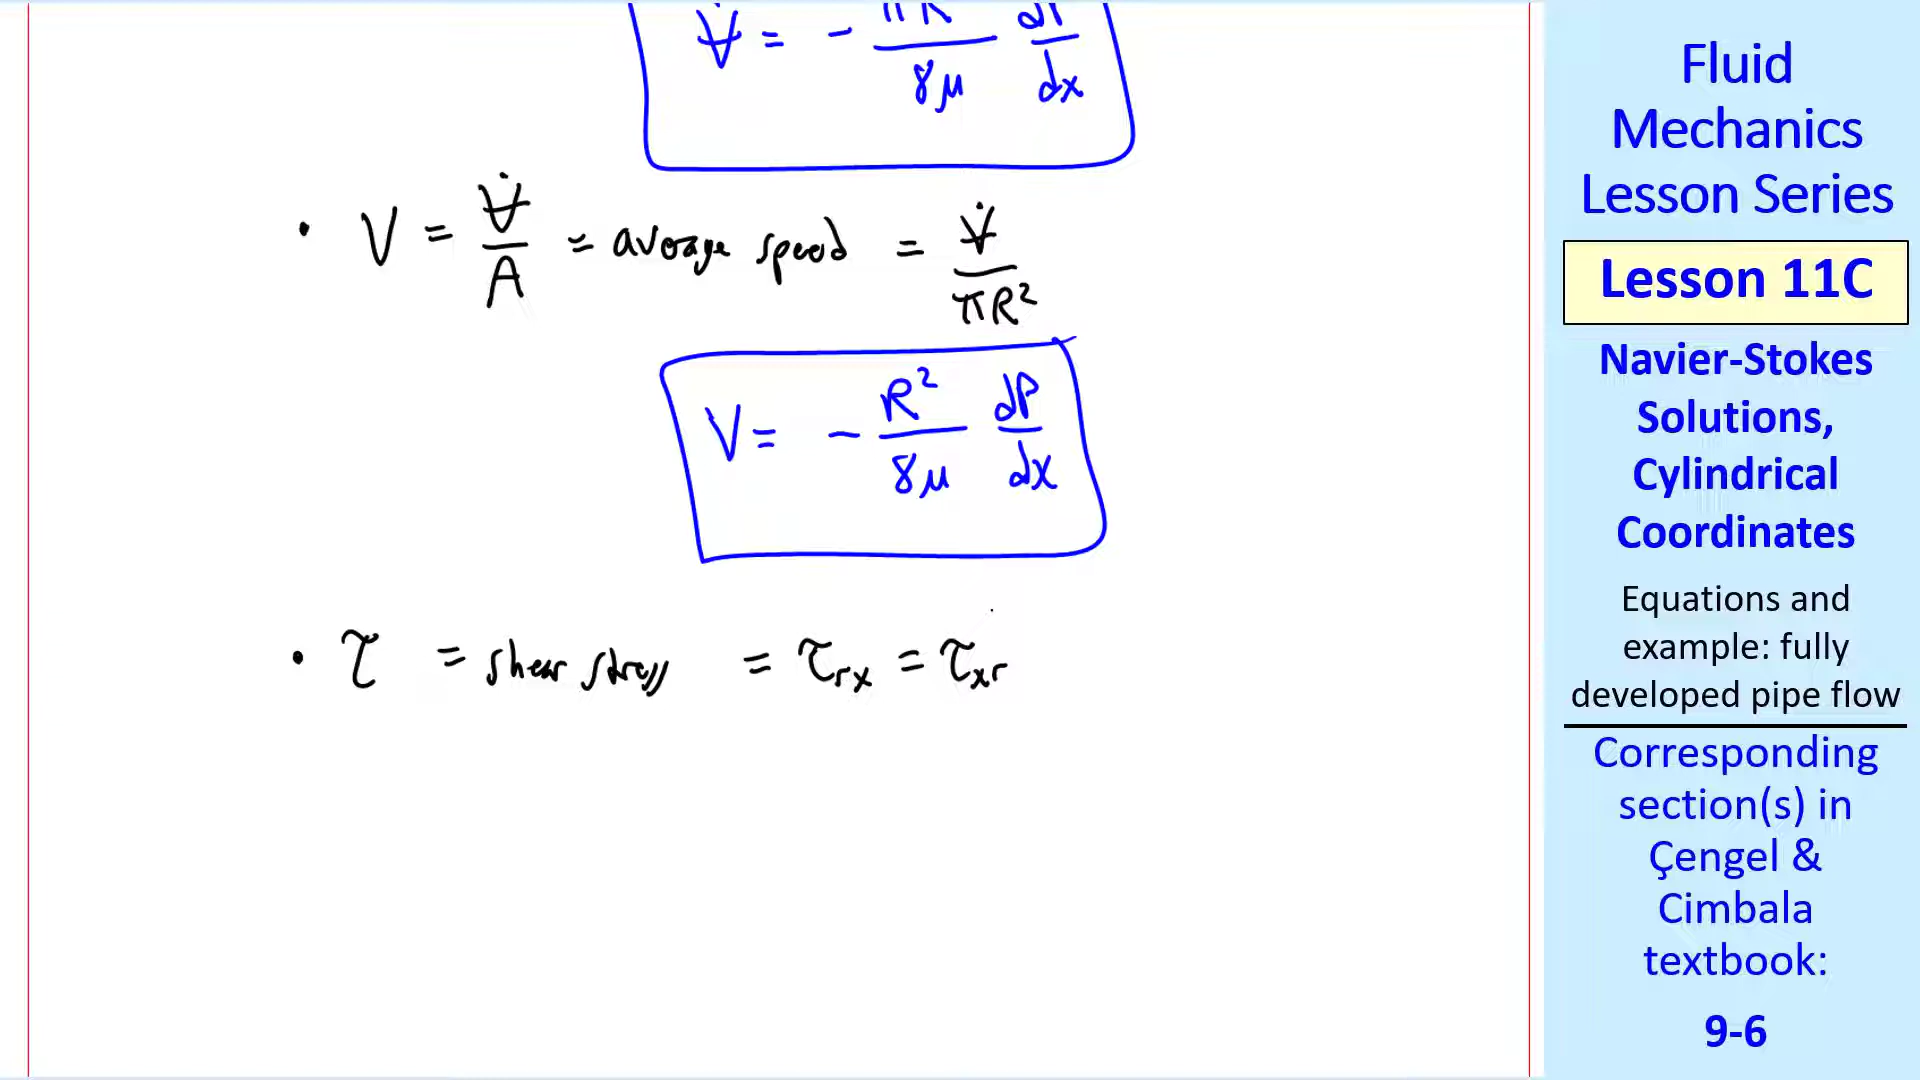 V̶̇ = - πR / 8μ dP / dx
• V = V̶̇ / A = average speed = V̶̇ / πR²
V = - R² / 8μ dP / dx
• τ = shear stress = τrx = τxr
Fluid
Mechanics
Lesson Series
Lesson 11C
Navier-Stokes
Solutions,
Cylindrical
Coordinates
Equations and
example: fully
developed pipe flow
Corresponding
section(s) in
Çengel &
Cimbala
textbook:
9-6